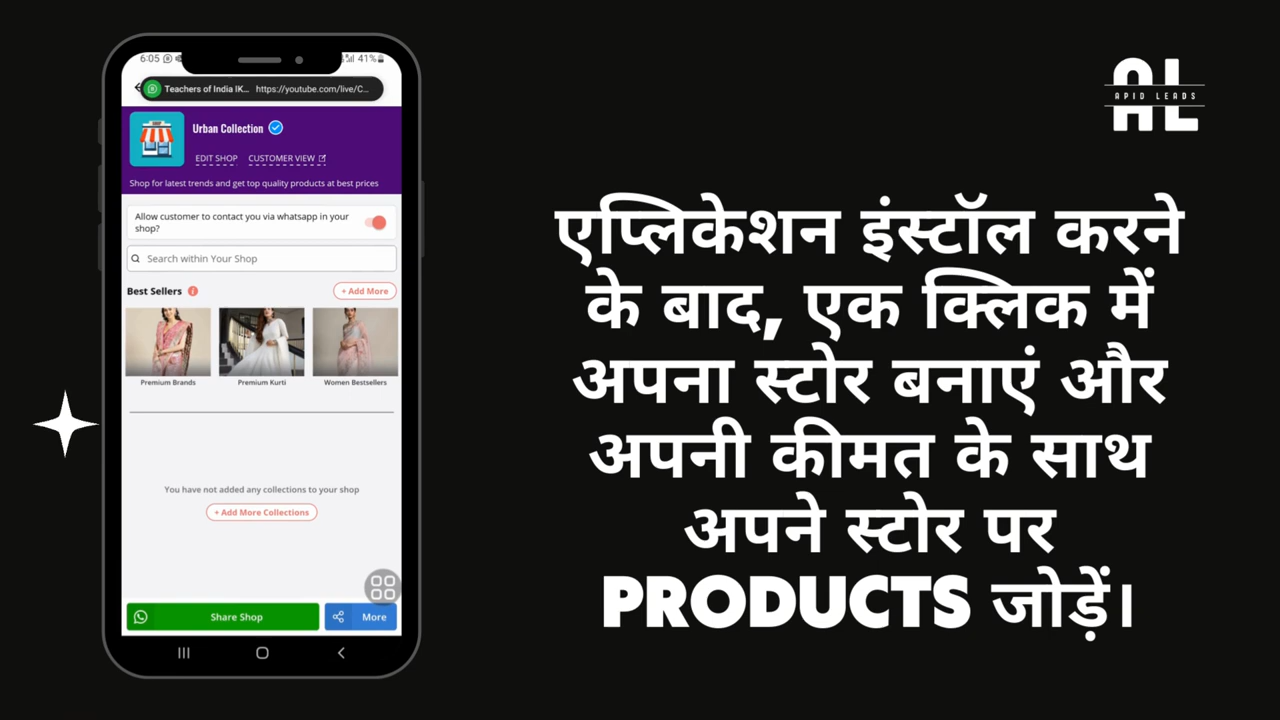 6:05
41%
Teachers of India IK... https://youtube.com/live/C...
Urban Collection
EDIT SHOP CUSTOMER VIEW
Shop for latest trends and get top quality products at best prices
Allow customer to contact you via whatsapp in your
shop?
Search within Your Shop
Best Sellers
+ Add More
Premium Brands
Premium Kurti
Women Bestsellers
You have not added any collections to your shop
+ Add More Collections
Share Shop
More
AL
APID LEADS
एप्लिकेशन इंस्टॉल करने
के बाद, एक क्लिक में
अपना स्टोर बनाएं और
अपनी कीमत के साथ
अपने स्टोर पर
PRODUCTS जोड़ें।